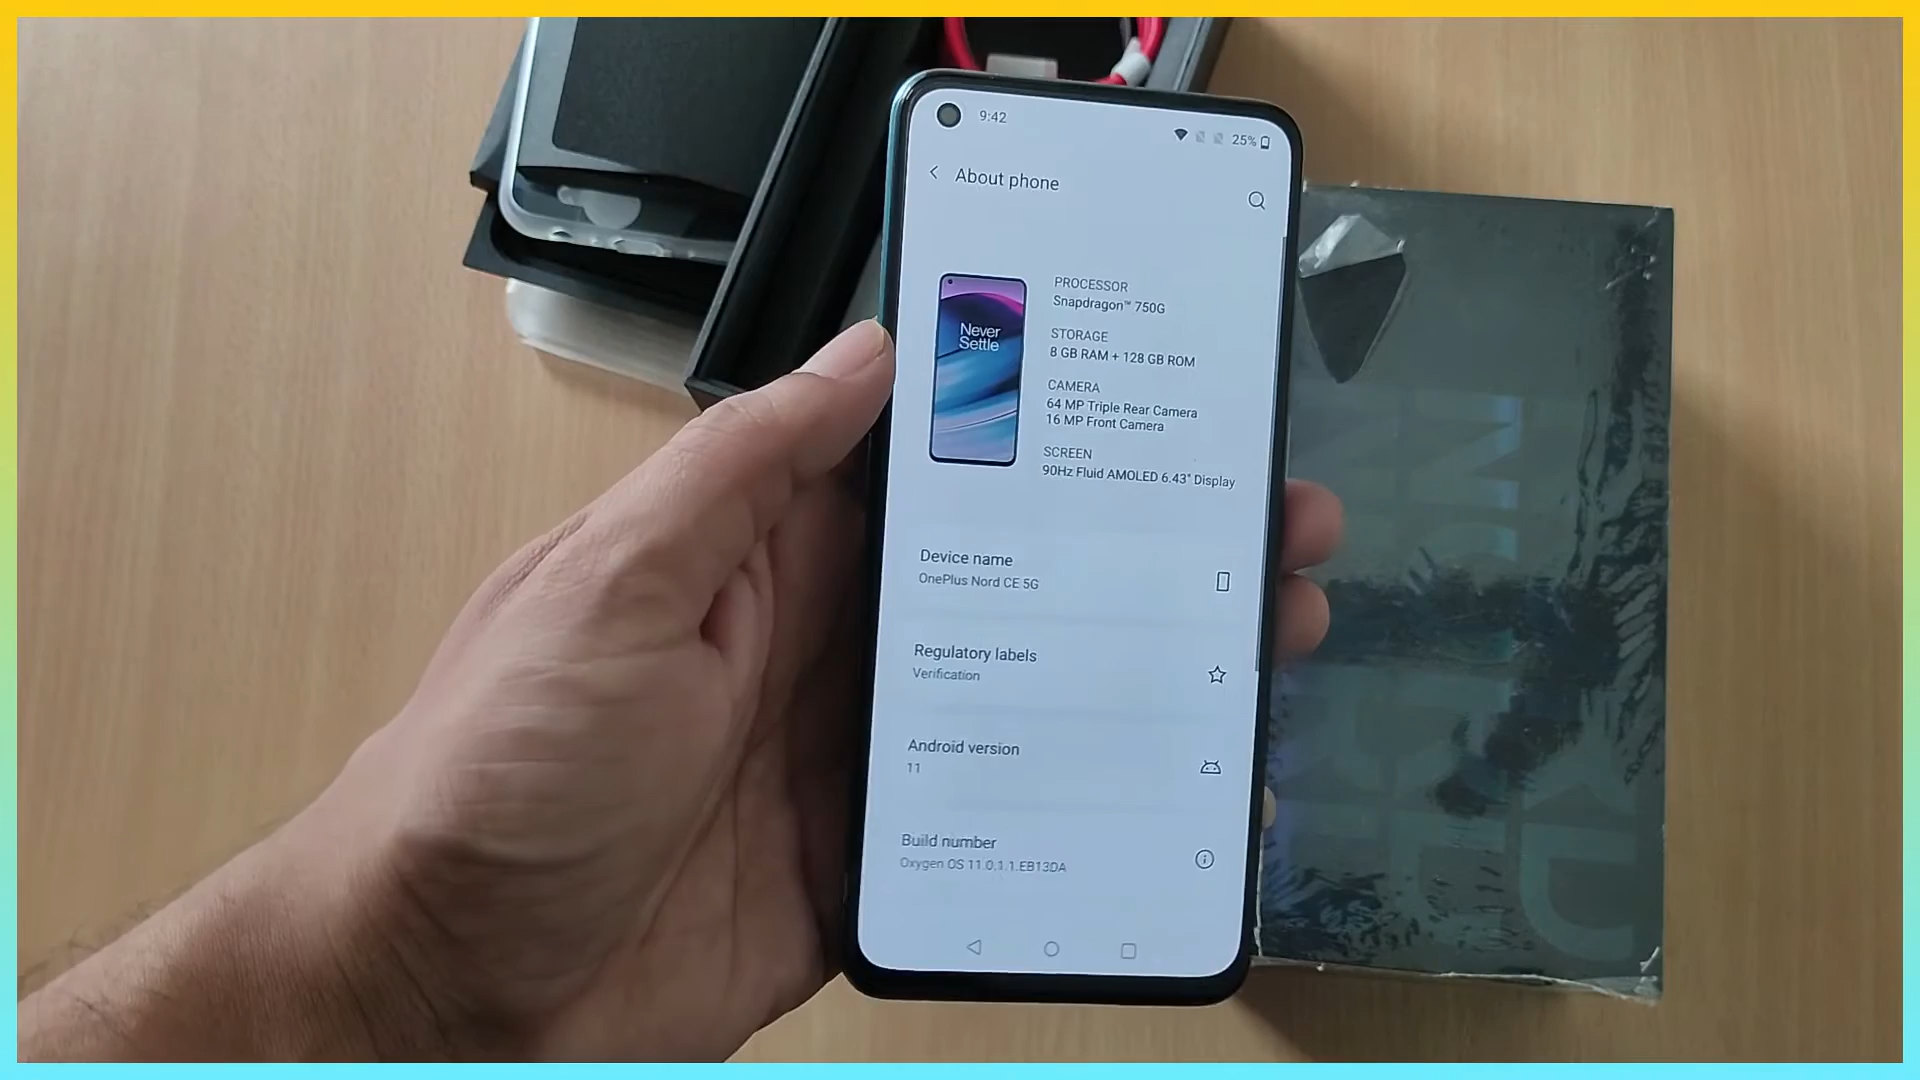 9:42
25%
About phone
Never
Settle
PROCESSOR
Snapdragon™ 750G
STORAGE
8 GB RAM + 128 GB ROM
CAMERA
64 MP Triple Rear Camera
16 MP Front Camera
SCREEN
90Hz Fluid AMOLED 6.43" Display
Device name
OnePlus Nord CE 5G
Regulatory labels
Verification
Android version
11
Build number
Oxygen OS 11.0.1.1.EB13DA